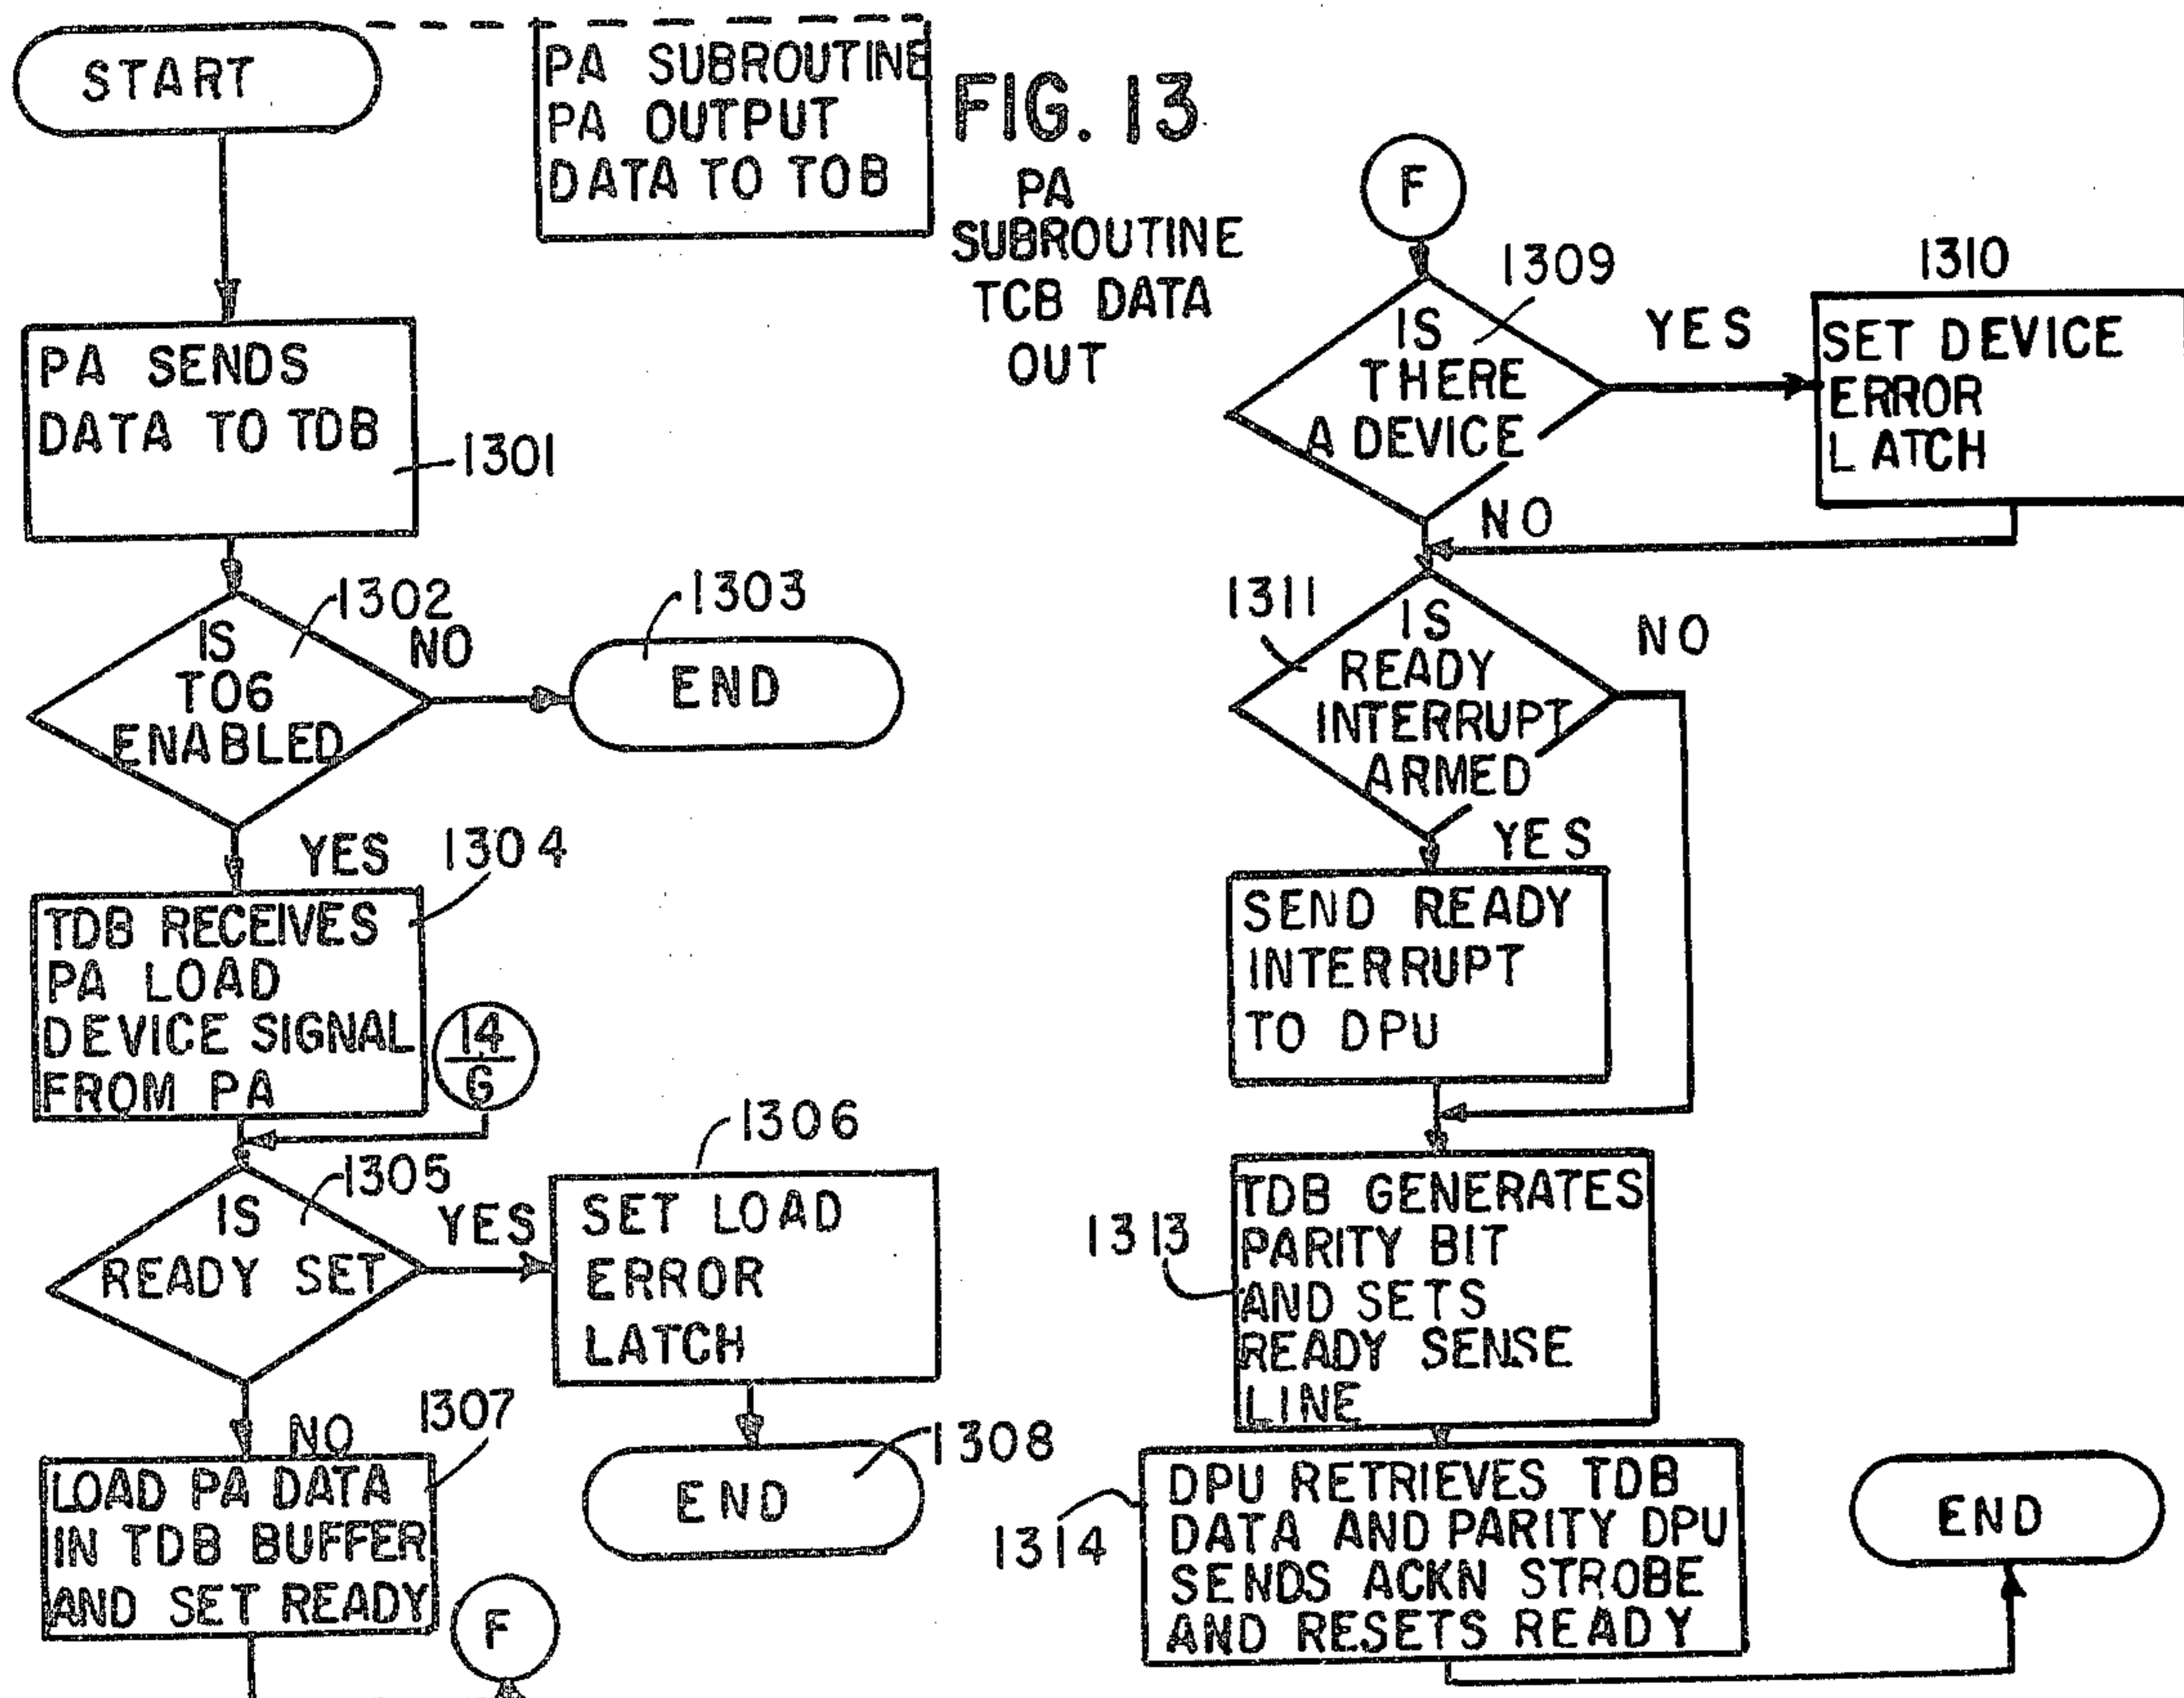 START
PA SUBROUTINE
PA OUTPUT
DATA TO TOB
FIG. 13
PA
SUBROUTINE
TCB DATA
OUT
PA SENDS
DATA TO TDB
1301
IS
TO6
ENABLED
1302
NO
1303
END
YES
1304
TDB RECEIVES
PA LOAD
DEVICE SIGNAL
FROM PA
14
G
1305
IS
READY SET
YES
1306
SET LOAD
ERROR
LATCH
NO
1307
LOAD PA DATA
IN TDB BUFFER
AND SET READY
1308
END
F
F
1309
IS
THERE
A DEVICE
YES
1310
SET DEVICE
ERROR
LATCH
NO
1311
IS
READY
INTERRUPT
ARMED
NO
YES
SEND READY
INTERRUPT
TO DPU
1313
TDB GENERATES
PARITY BIT
AND SETS
READY SENSE
LINE
1314
DPU RETRIEVES TDB
DATA AND PARITY DPU
SENDS ACKN STROBE
AND RESETS READY
END